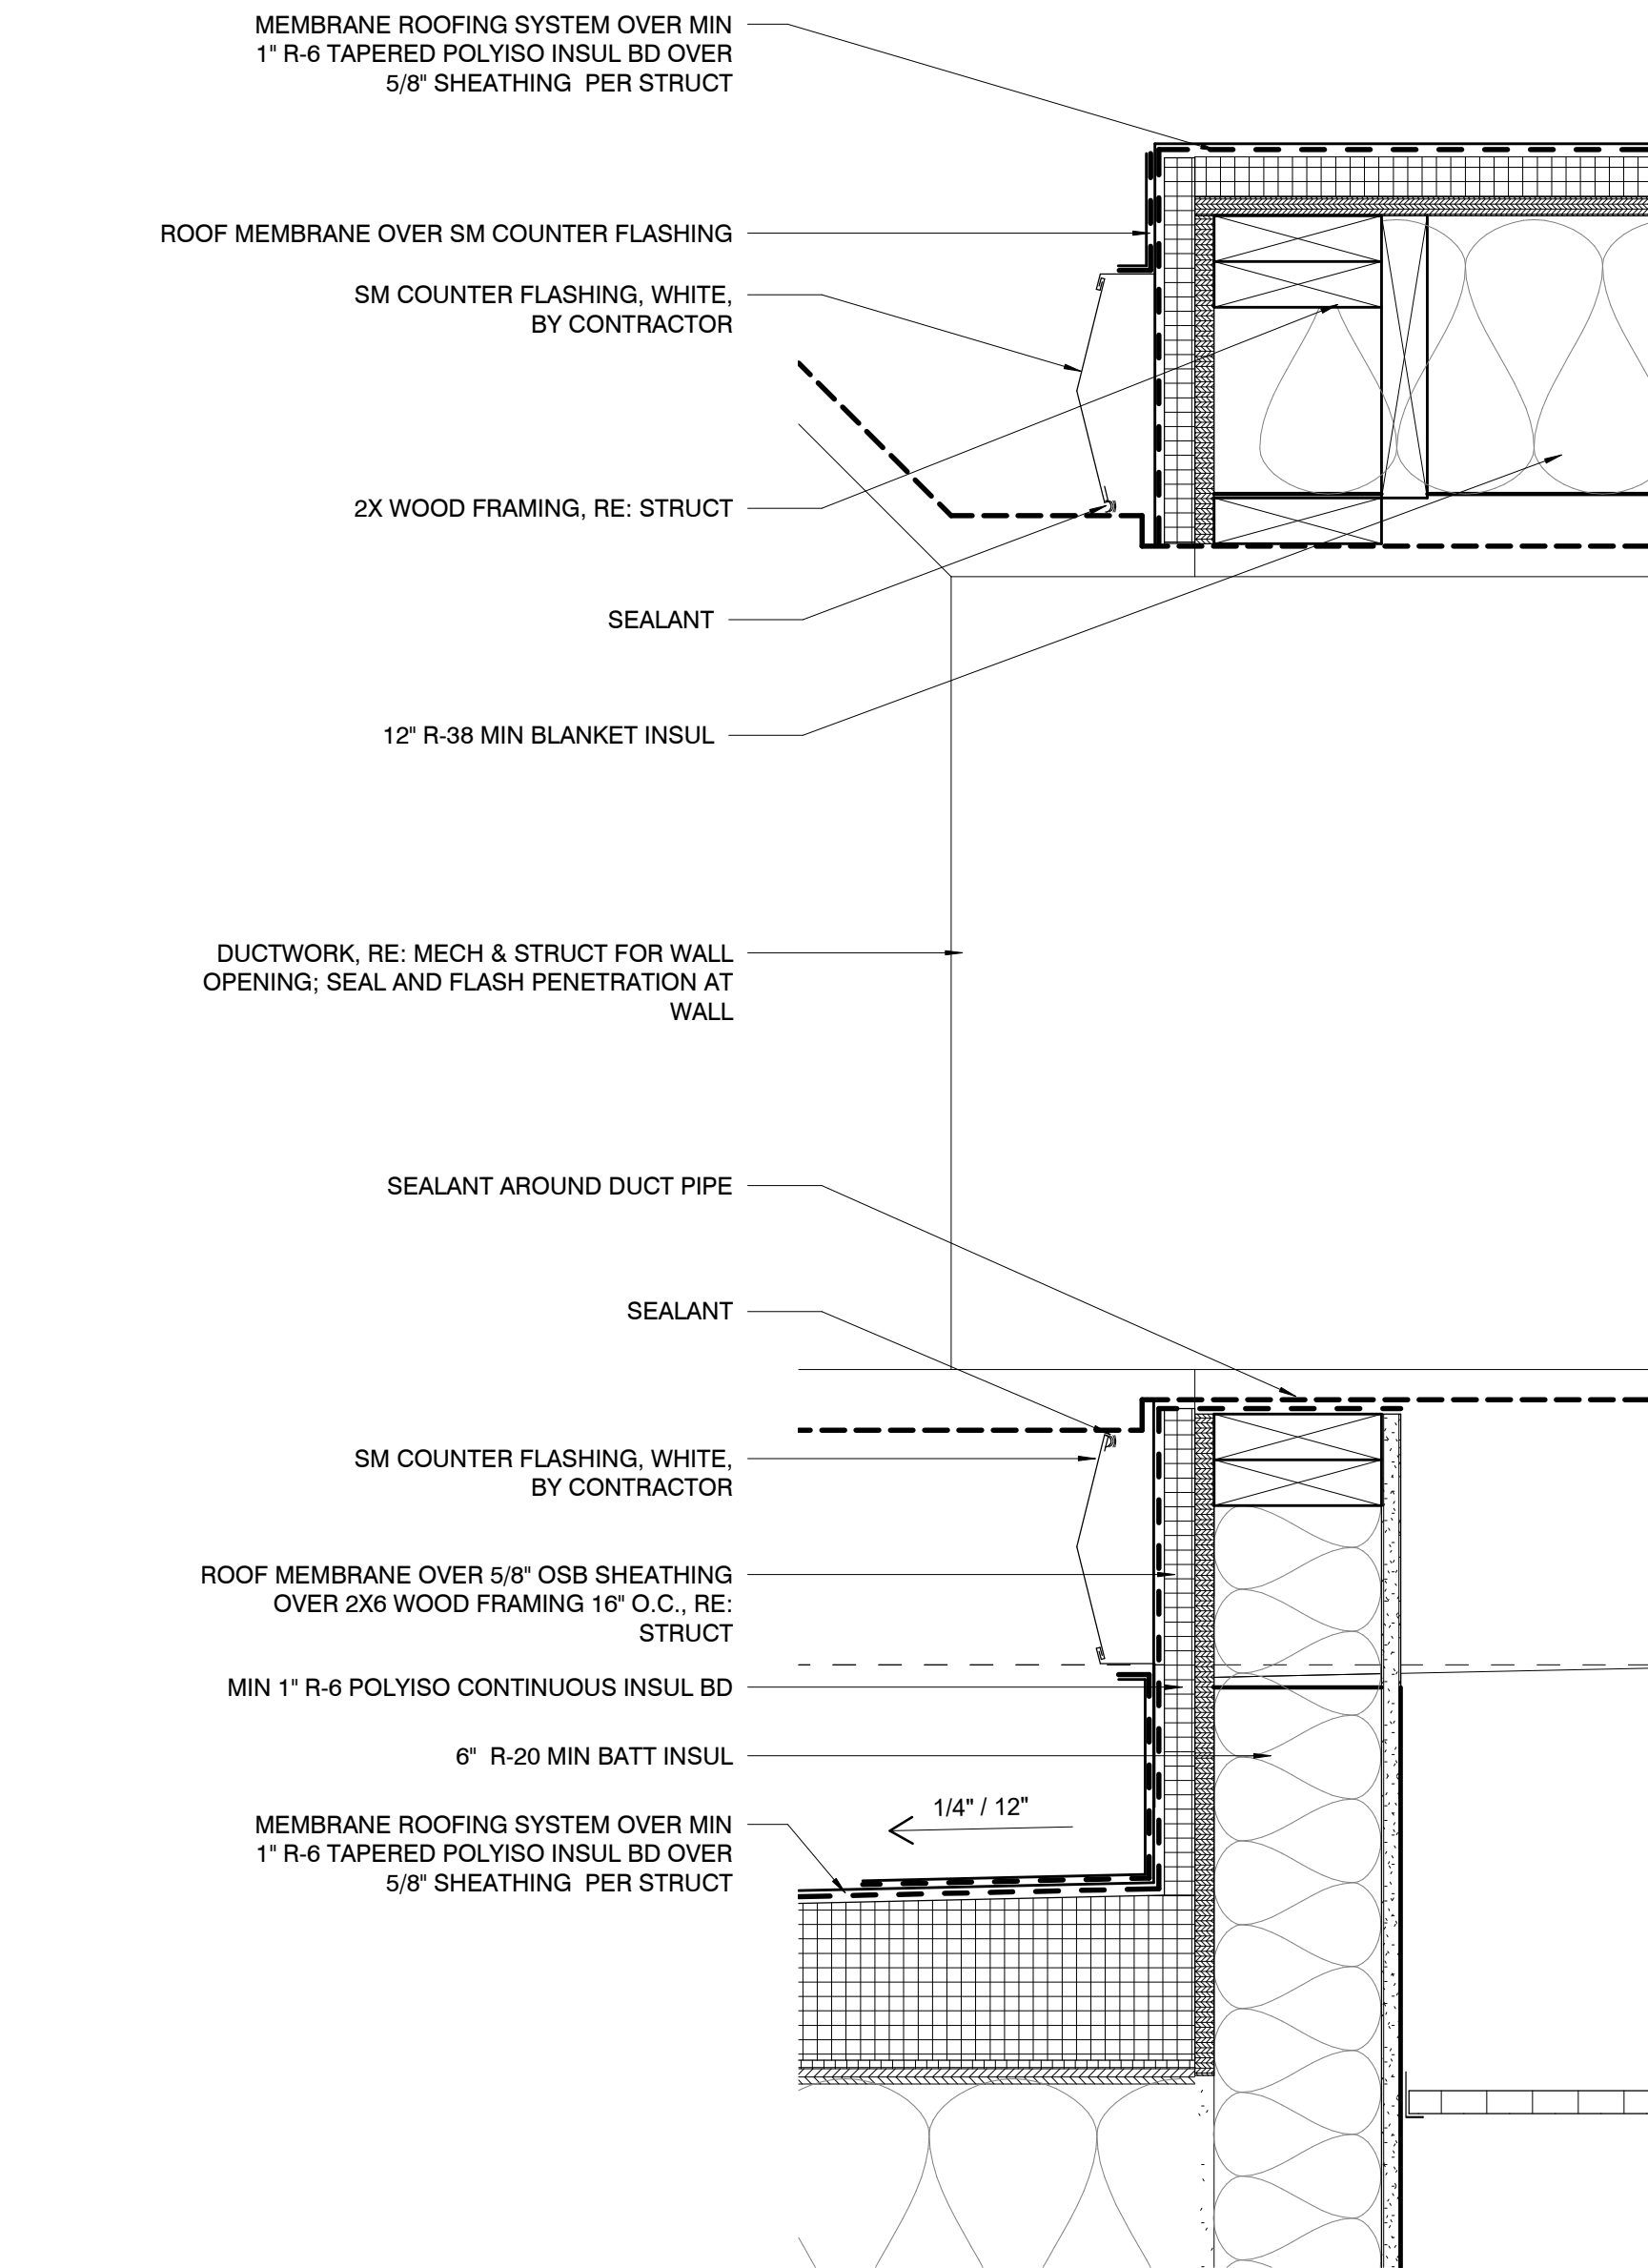 MEMBRANE ROOFING SYSTEM OVER MIN
1" R-6 TAPERED POLYISO INSUL BD OVER
5/8" SHEATHING  PER STRUCT
ROOF MEMBRANE OVER SM COUNTER FLASHING
SM COUNTER FLASHING, WHITE,
BY CONTRACTOR
2X WOOD FRAMING, RE: STRUCT
SEALANT
12" R-38 MIN BLANKET INSUL
DUCTWORK, RE: MECH & STRUCT FOR WALL
OPENING; SEAL AND FLASH PENETRATION AT
WALL
SEALANT AROUND DUCT PIPE
SEALANT
SM COUNTER FLASHING, WHITE,
BY CONTRACTOR
ROOF MEMBRANE OVER 5/8" OSB SHEATHING
OVER 2X6 WOOD FRAMING 16" O.C., RE:
STRUCT
MIN 1" R-6 POLYISO CONTINUOUS INSUL BD
6"  R-20 MIN BATT INSUL
1/4" / 12"
MEMBRANE ROOFING SYSTEM OVER MIN
1" R-6 TAPERED POLYISO INSUL BD OVER
5/8" SHEATHING  PER STRUCT